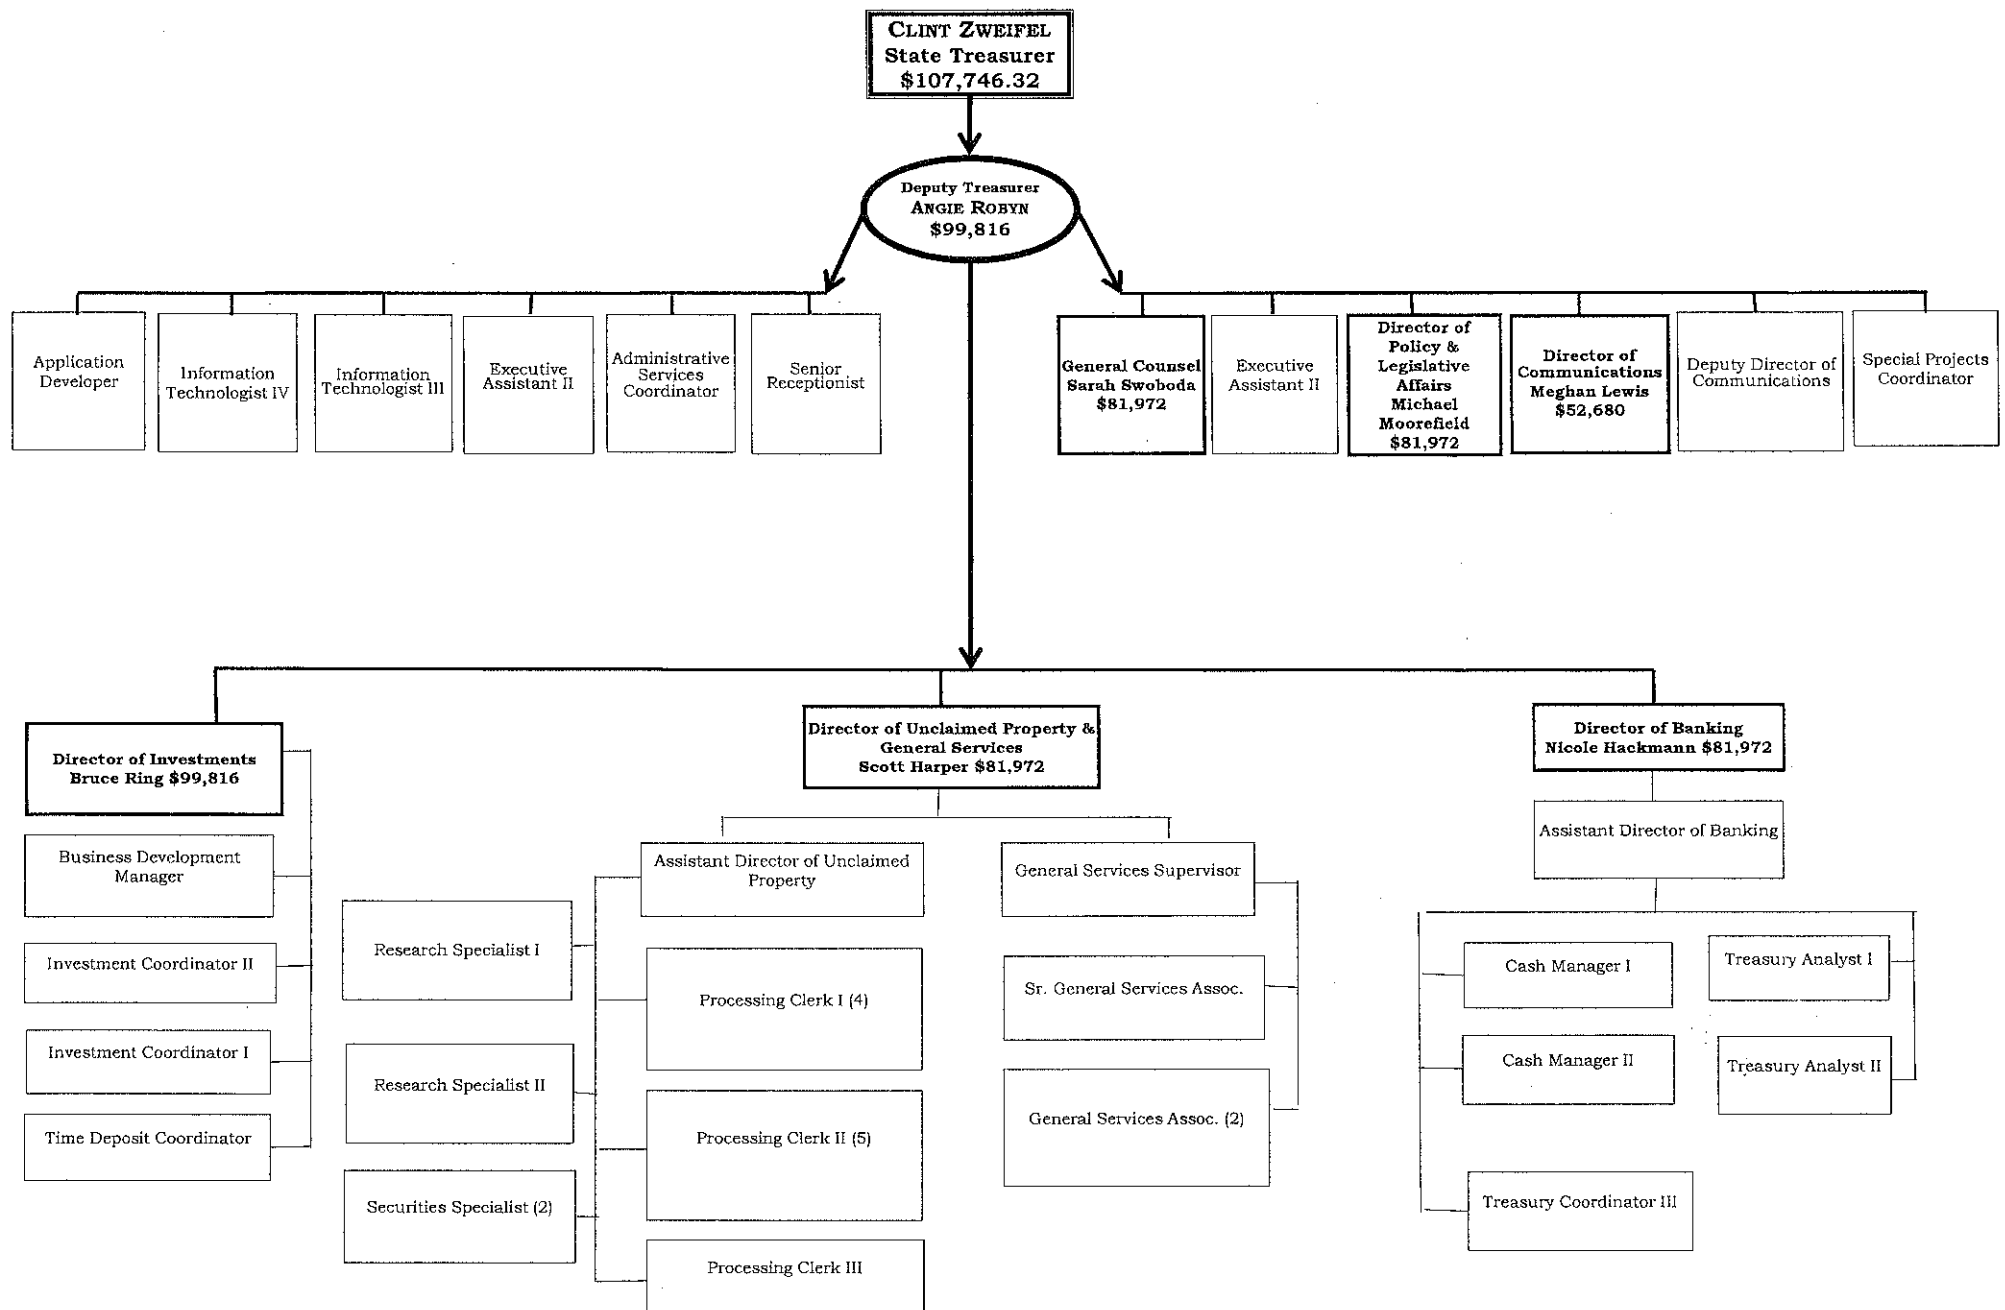 CLINT ZWEIFEL
State Treasurer
$107,746.32
Deputy Treasurer
ANGIE ROBYN
$99,816
Application
Developer
Information
Technologist IV
Information
Technologist III
Executive
Assistant II
Administrative
Services
Coordinator
Senior
Receptionist
General Counsel
Sarah Swoboda
$81,972
Executive
Assistant II
Director of
Policy &
Legislative
Affairs
Michael
Moorefield
$81,972
Director of
Communications
Meghan Lewis
$52,680
Deputy Director of
Communications
Special Projects
Coordinator
Director of Investments
Bruce Ring $99,816
Business Development
Manager
Investment Coordinator II
Investment Coordinator I
Time Deposit Coordinator
Director of Unclaimed Property &
General Services
Scott Harper $81,972
Assistant Director of Unclaimed
Property
Research Specialist I
Research Specialist II
Securities Specialist (2)
Processing Clerk I (4)
Processing Clerk II (5)
Processing Clerk III
General Services Supervisor
Sr. General Services Assoc.
General Services Assoc. (2)
Director of Banking
Nicole Hackmann $81,972
Assistant Director of Banking
Cash Manager I
Cash Manager II
Treasury Coordinator III
Treasury Analyst I
Treasury Analyst II